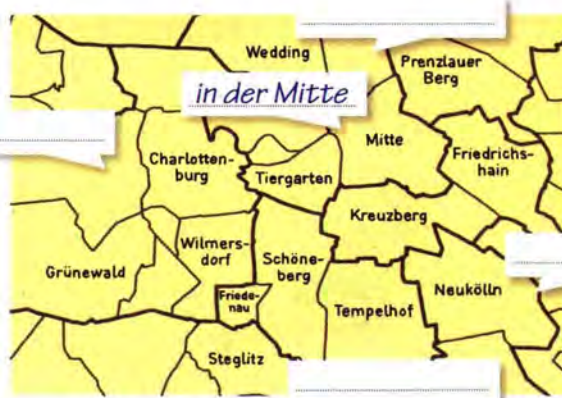 Wedding
Prenzlauer
Berg
in der Mitte
Mitte
Charlotten-
burg
Tiergarten
Friedrichs-
hain
Kreuzberg
Grünewald
Wilmers-
dorf
Schöne-
berg
Neukölln
Friede-
nau
Tempelhof
Steglitz